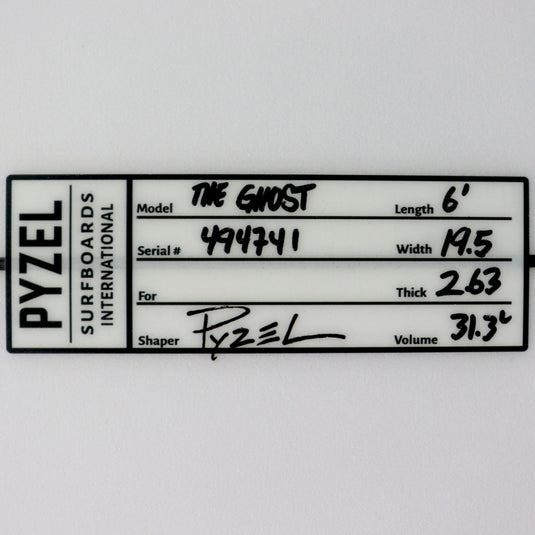 PYZEL
SURFBOARDS
INTERNATIONAL
Model THE GHOST Length 6'
Serial # 494741 Width 19.5
For Thick 2.63
Shaper PYZEL Volume 31.3L